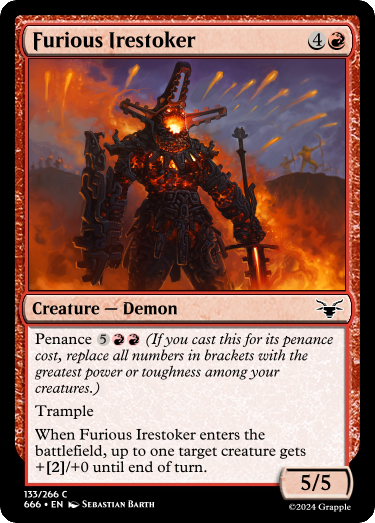 Furious Irestoker 4
Creature — Demon
Penance 5 (If you cast this for its penance
cost, replace all numbers in brackets with the
greatest power or toughness among your
creatures.)
Trample
When Furious Irestoker enters the
battlefield, up to one target creature gets
+[2]/+0 until end of turn.
5/5
133/266 C
666 • EN Sebastian Barth
©2024 Grapple